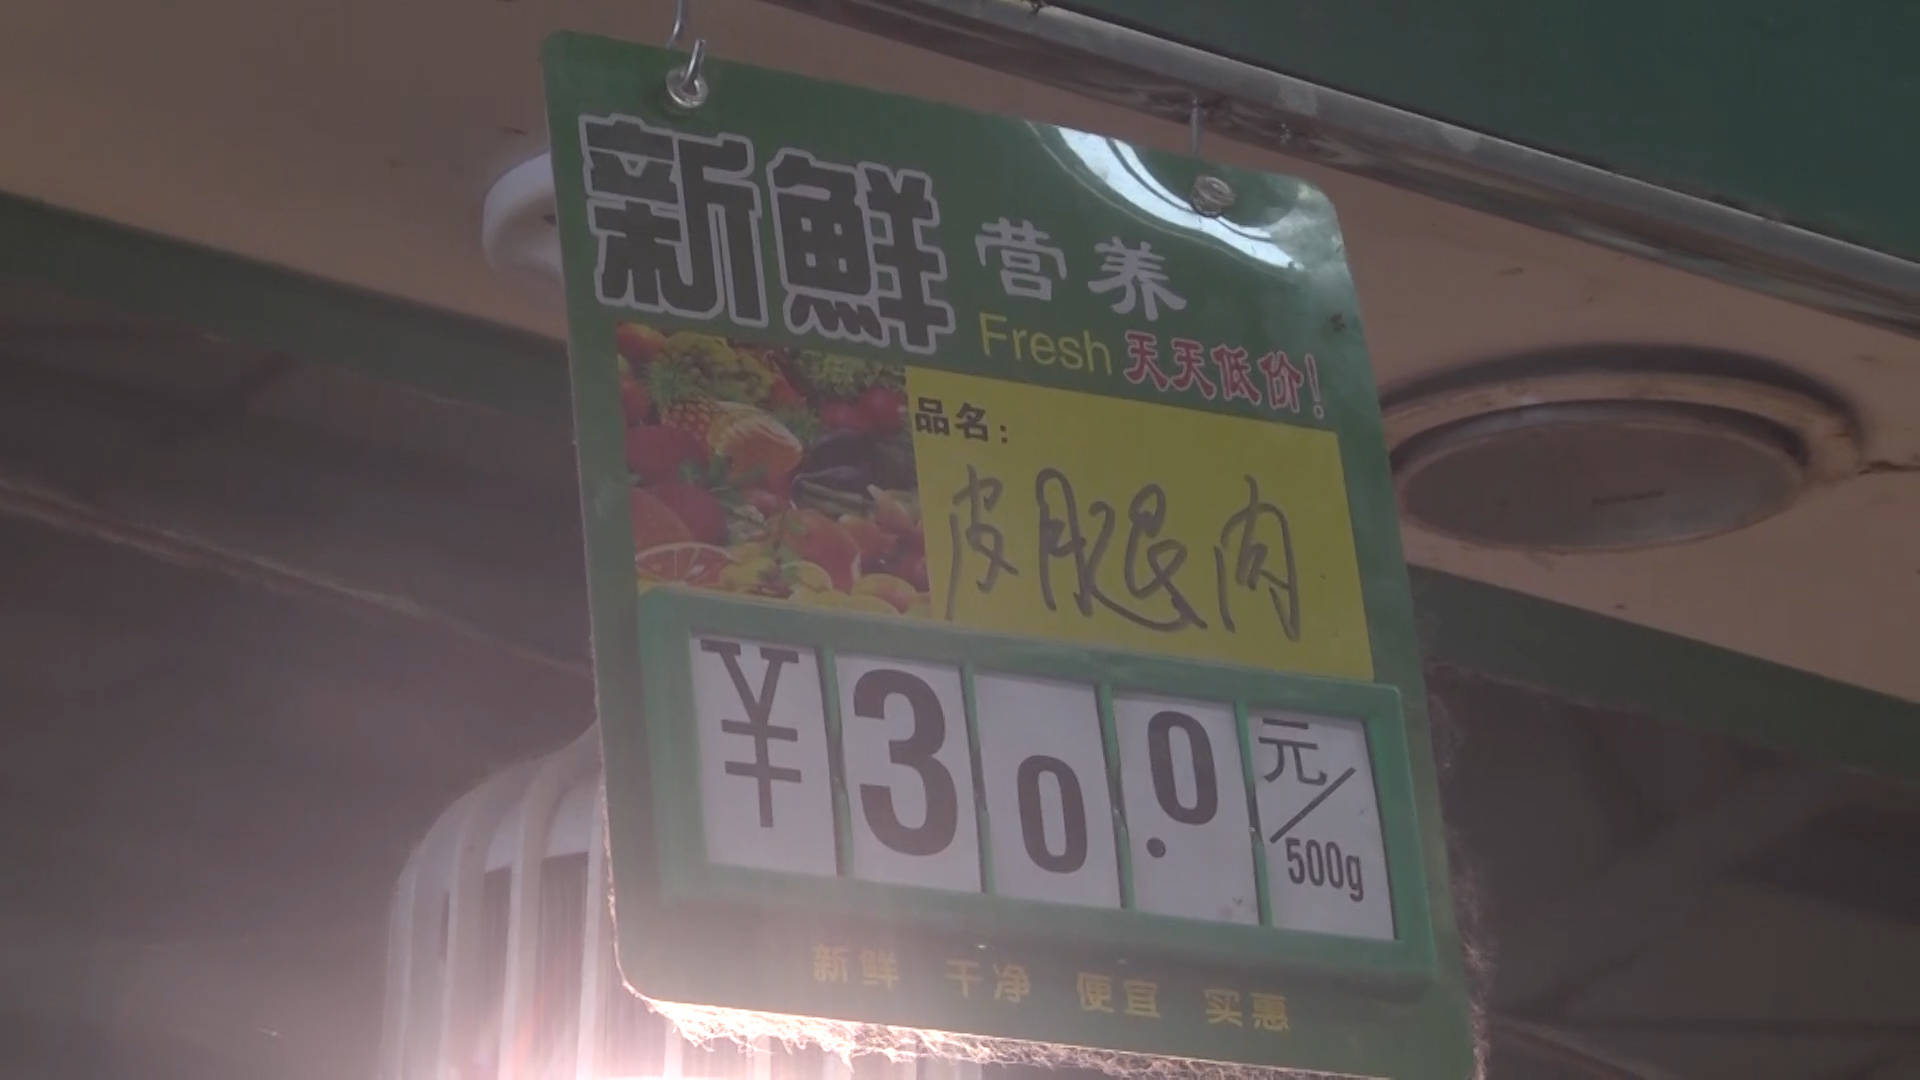 新鲜 营养
Fresh 天天低价!
品名:
皮腿肉
¥30.0元/500g
新鲜 干净 便宜 实惠